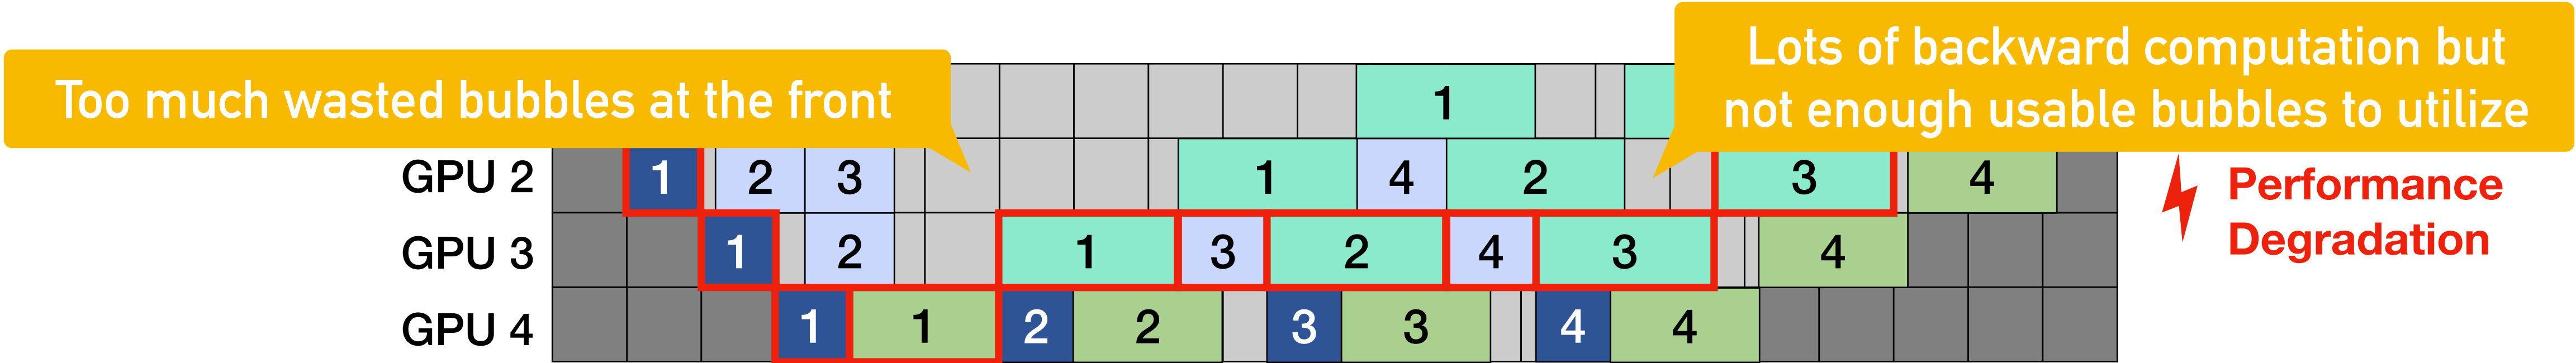 Too much wasted bubbles at the front
Lots of backward computation but
not enough usable bubbles to utilize
1
GPU 2 1 2 3 1 4 2 3 4
Performance
Degradation
GPU 3 1 2 1 3 2 4 3 4
GPU 4 1 1 2 2 3 3 4 4